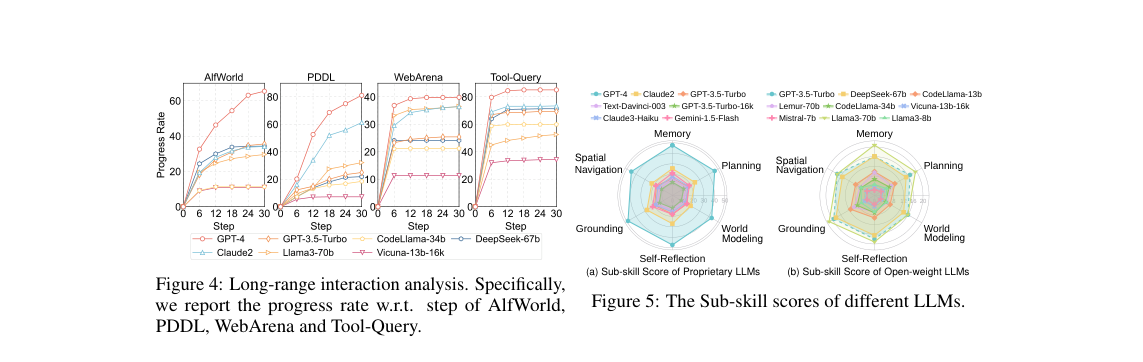 AlfWorld
PDDL
WebArena
Tool-Query
Progress Rate
60
40
20
0
0 6 12 18 24 30
Step
80
60
40
20
0
0 6 12 18 24 30
Step
40
30
20
10
0
0 6 12 18 24 30
Step
80
60
40
20
0
0 6 12 18 24 30
Step
GPT-4 GPT-3.5-Turbo CodeLlama-34b DeepSeek-67b
Claude2 Llama3-70b Vicuna-13b-16k
Figure 4: Long-range interaction analysis. Specifically,
we report the progress rate w.r.t. step of AlfWorld,
PDDL, WebArena and Tool-Query.
GPT-4 Claude2 GPT-3.5-Turbo
Text-Davinci-003 GPT-3.5-Turbo-16k
Claude3-Haiku Gemini-1.5-Flash
Memory
Spatial
Navigation
Planning
Grounding
World
Modeling
Self-Reflection
(a) Sub-skill Score of Proprietary LLMs
GPT-3.5-Turbo DeepSeek-67b CodeLlama-13b
Lemur-70b CodeLlama-34b Vicuna-13b-16k
Mistral-7b Llama3-70b Llama3-8b
Memory
Spatial
Navigation
Planning
Grounding
World
Modeling
Self-Reflection
(b) Sub-skill Score of Open-weight LLMs
Figure 5: The Sub-skill scores of different LLMs.